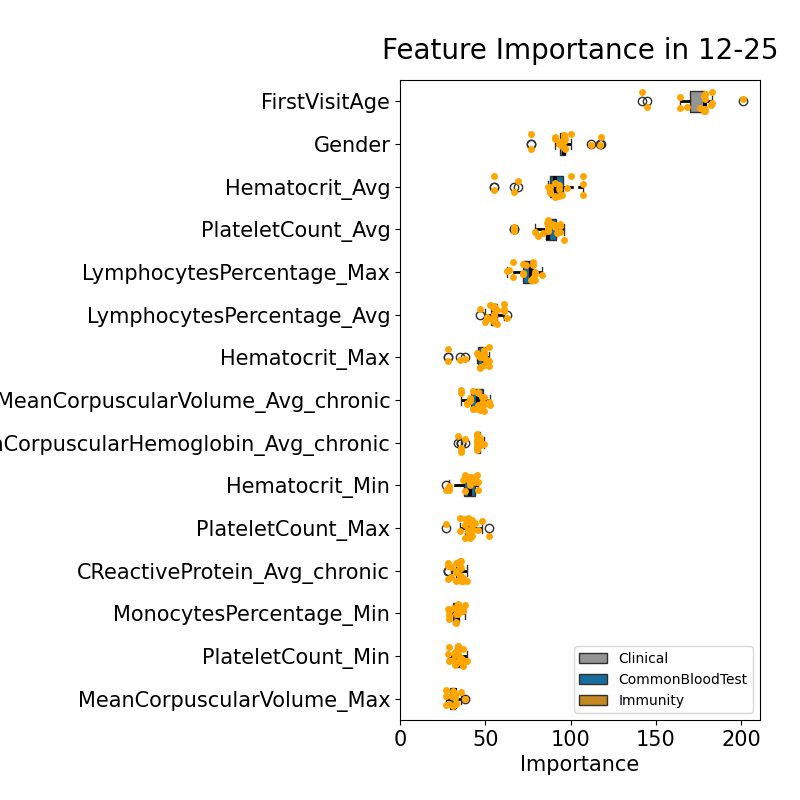 Feature Importance in 12-25
FirstVisitAge
Gender
Hematocrit_Avg
PlateletCount_Avg
LymphocytesPercentage_Max
LymphocytesPercentage_Avg
Hematocrit_Max
MeanCorpuscularVolume_Avg_chronic
CorpuscularHemoglobin_Avg_chronic
Hematocrit_Min
PlateletCount_Max
CReactiveProtein_Avg_chronic
MonocytesPercentage_Min
PlateletCount_Min
MeanCorpuscularVolume_Max
Clinical
CommonBloodTest
Immunity
0 50 100 150 200
Importance